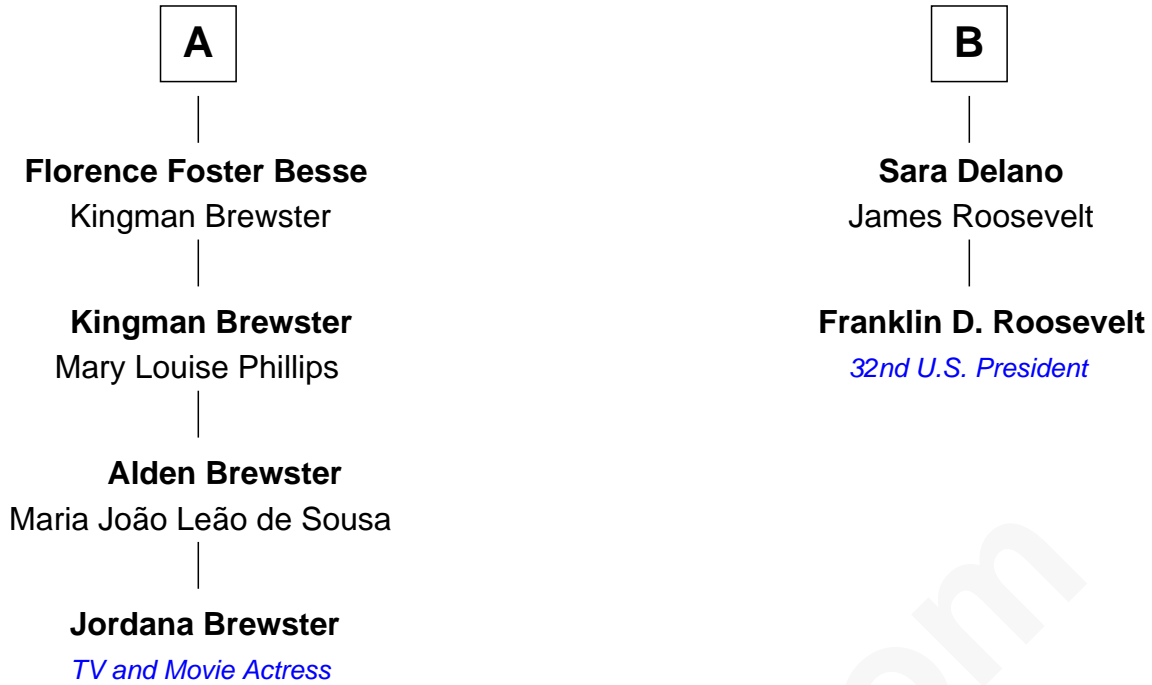 A
Florence Foster Besse
Kingman Brewster
Kingman Brewster
Mary Louise Phillips
Alden Brewster
Maria João Leão de Sousa
Jordana Brewster
TV and Movie Actress
B
Sara Delano
James Roosevelt
Franklin D. Roosevelt
32nd U.S. President
om